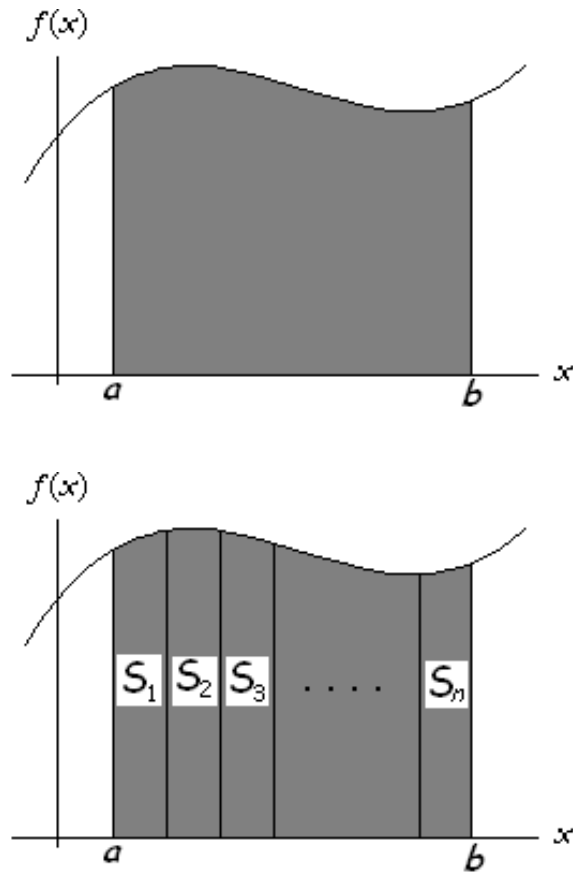 f(x)
a b x
f(x)
S₁ S₂ S₃ . . . . Sₙ
a b x